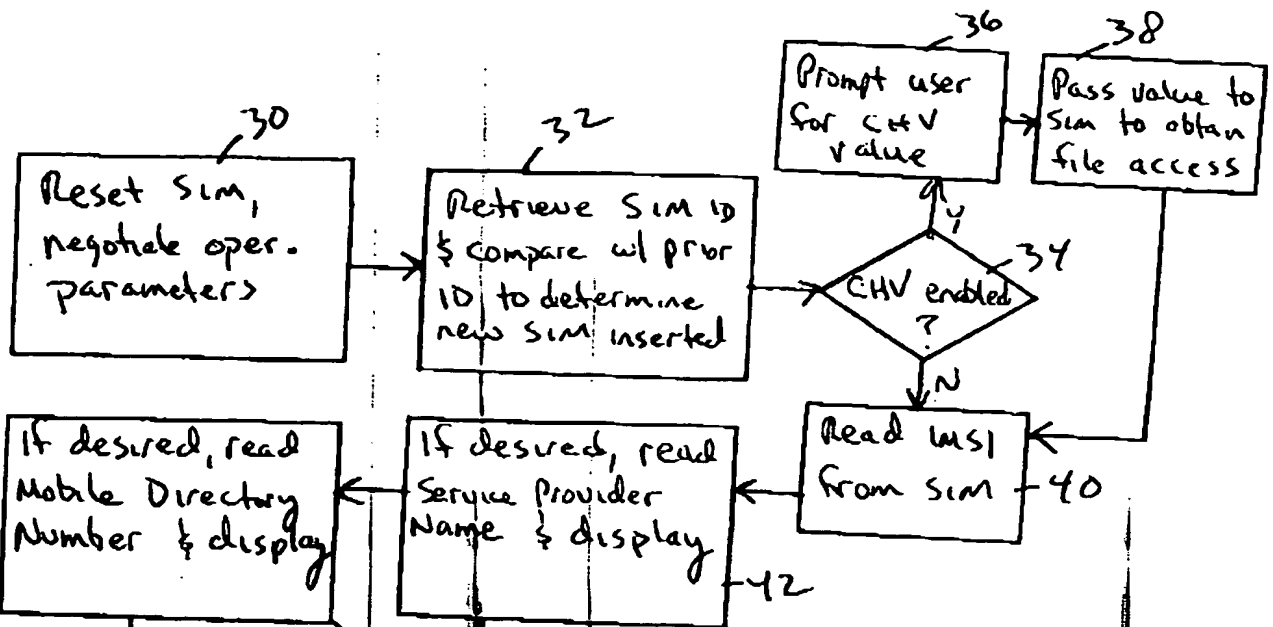 30
Reset SIM,
negotiate oper.
parameters
32
Retrieve SIM ID
& compare w/ prior
ID to determine
new SIM inserted
34
CHV enabled
?
Y
N
36
Prompt user
for CHV
value
38
Pass value to
SIM to obtain
file access
Read IMSI
from SIM
40
If desired, read
Service Provider
Name & display
42
If desired, read
Mobile Directory
Number & display